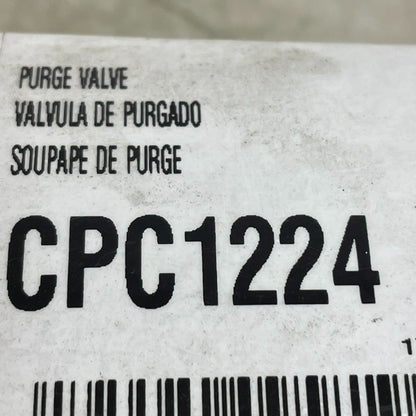 PURGE VALVE
VALVULA DE PURGADO
SOUPAPE DE PURGE
CPC1224